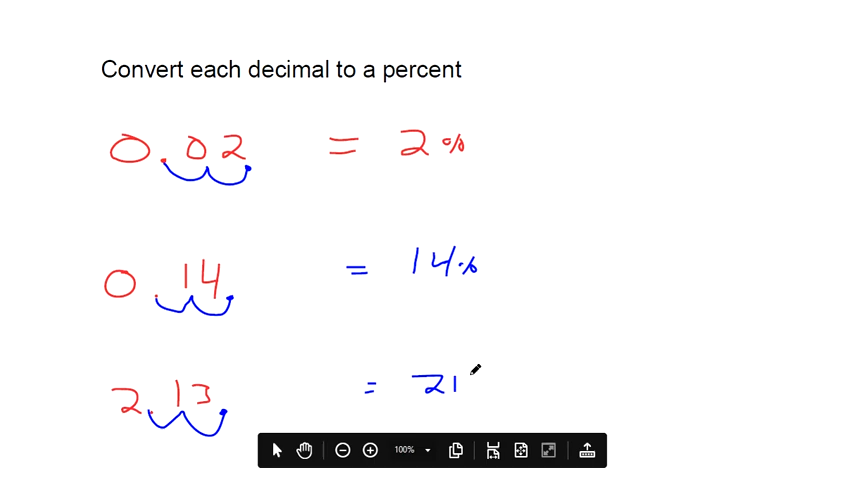 Convert each decimal to a percent
0.02 = 2%
0.14 = 14%
2.13 = 21
100%